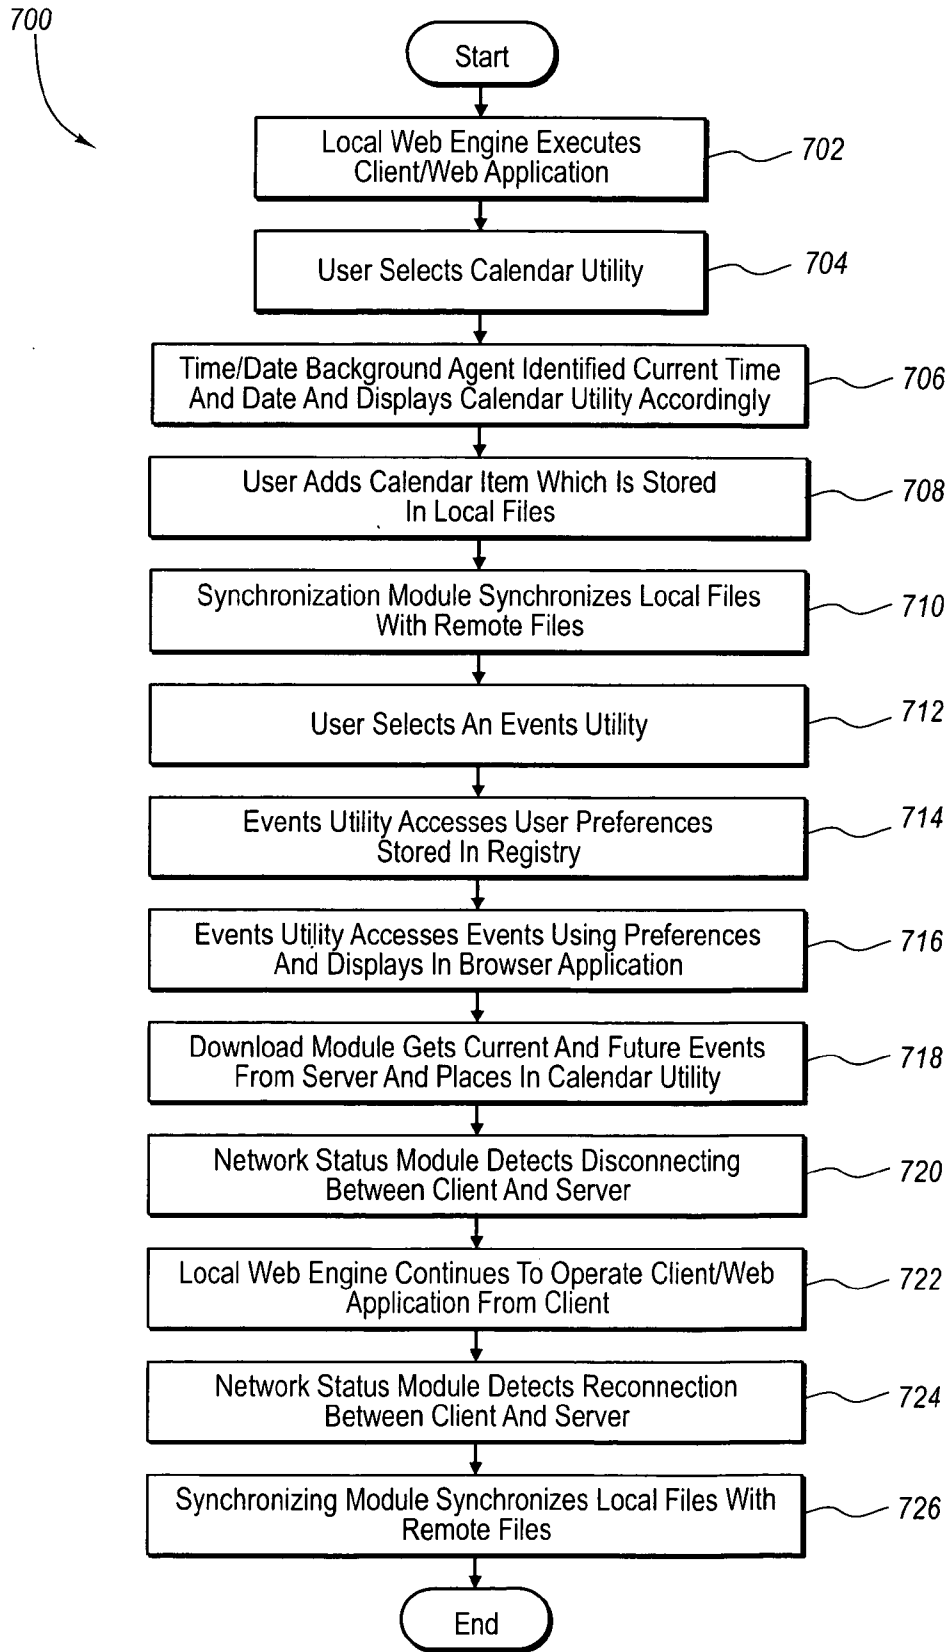 700
Start
Local Web Engine Executes
Client/Web Application
702
User Selects Calendar Utility
704
Time/Date Background Agent Identified Current Time
And Date And Displays Calendar Utility Accordingly
706
User Adds Calendar Item Which Is Stored
In Local Files
708
Synchronization Module Synchronizes Local Files
With Remote Files
710
User Selects An Events Utility
712
Events Utility Accesses User Preferences
Stored In Registry
714
Events Utility Accesses Events Using Preferences
And Displays In Browser Application
716
Download Module Gets Current And Future Events
From Server And Places In Calendar Utility
718
Network Status Module Detects Disconnecting
Between Client And Server
720
Local Web Engine Continues To Operate Client/Web
Application From Client
722
Network Status Module Detects Reconnection
Between Client And Server
724
Synchronizing Module Synchronizes Local Files With
Remote Files
726
End